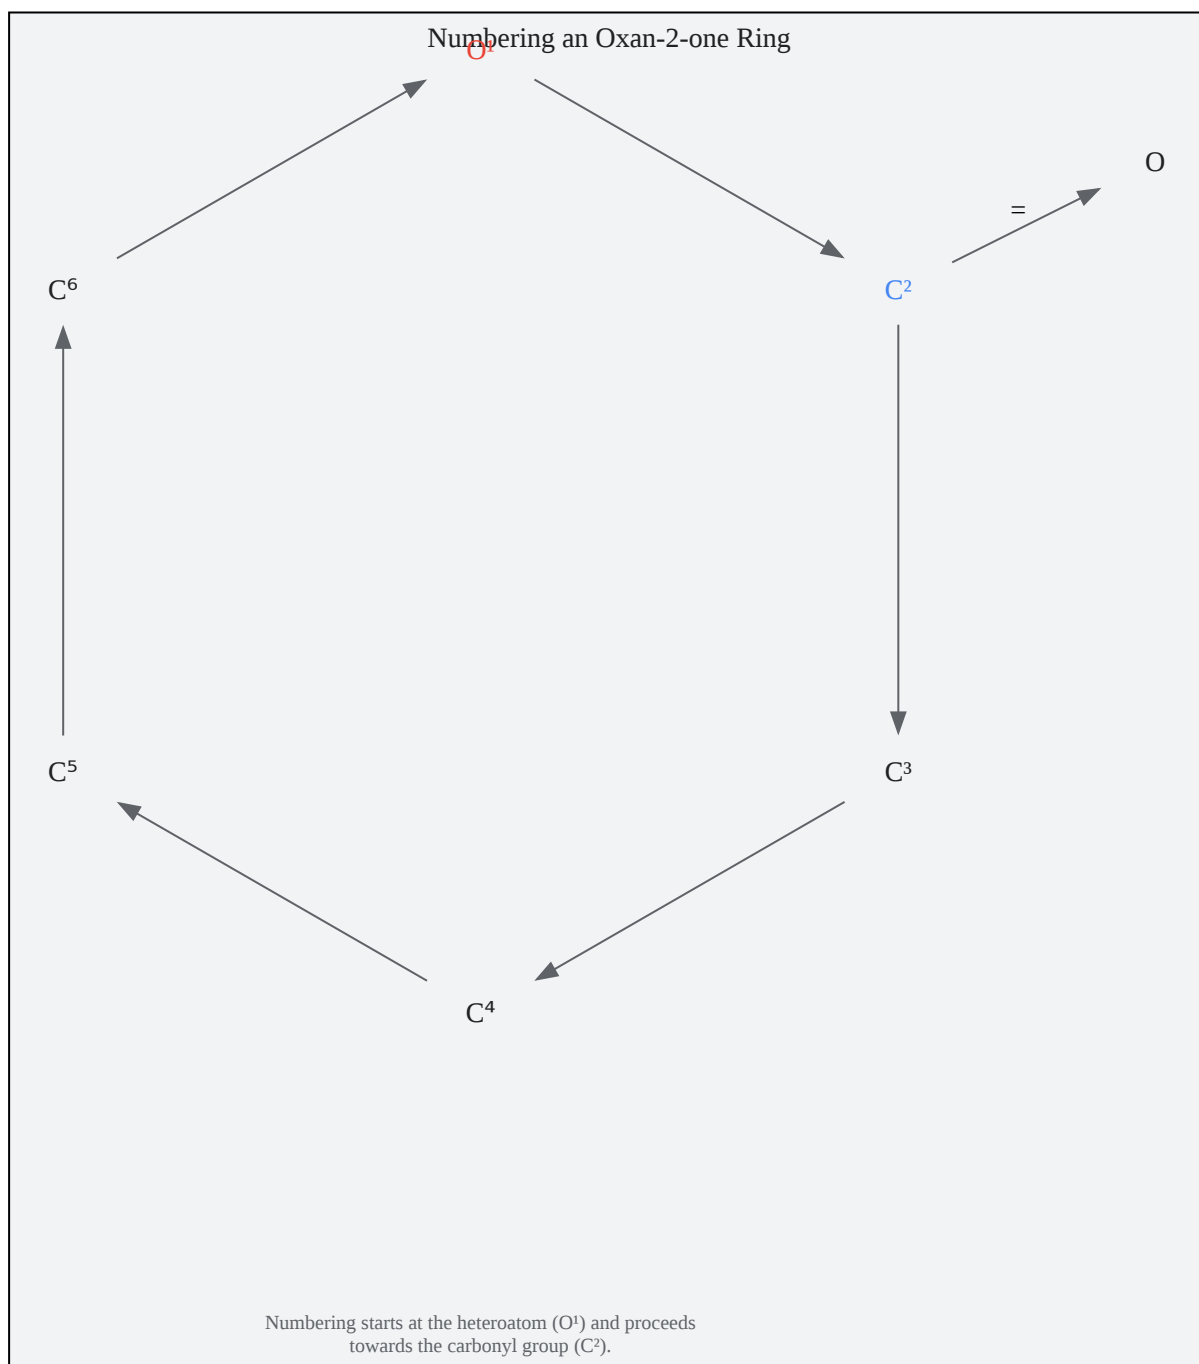 Numbering an Oxan-2-one Ring
O¹
O
=
C⁶
C²
C⁵
C³
C⁴
Numbering starts at the heteroatom (O¹) and proceeds
towards the carbonyl group (C²).